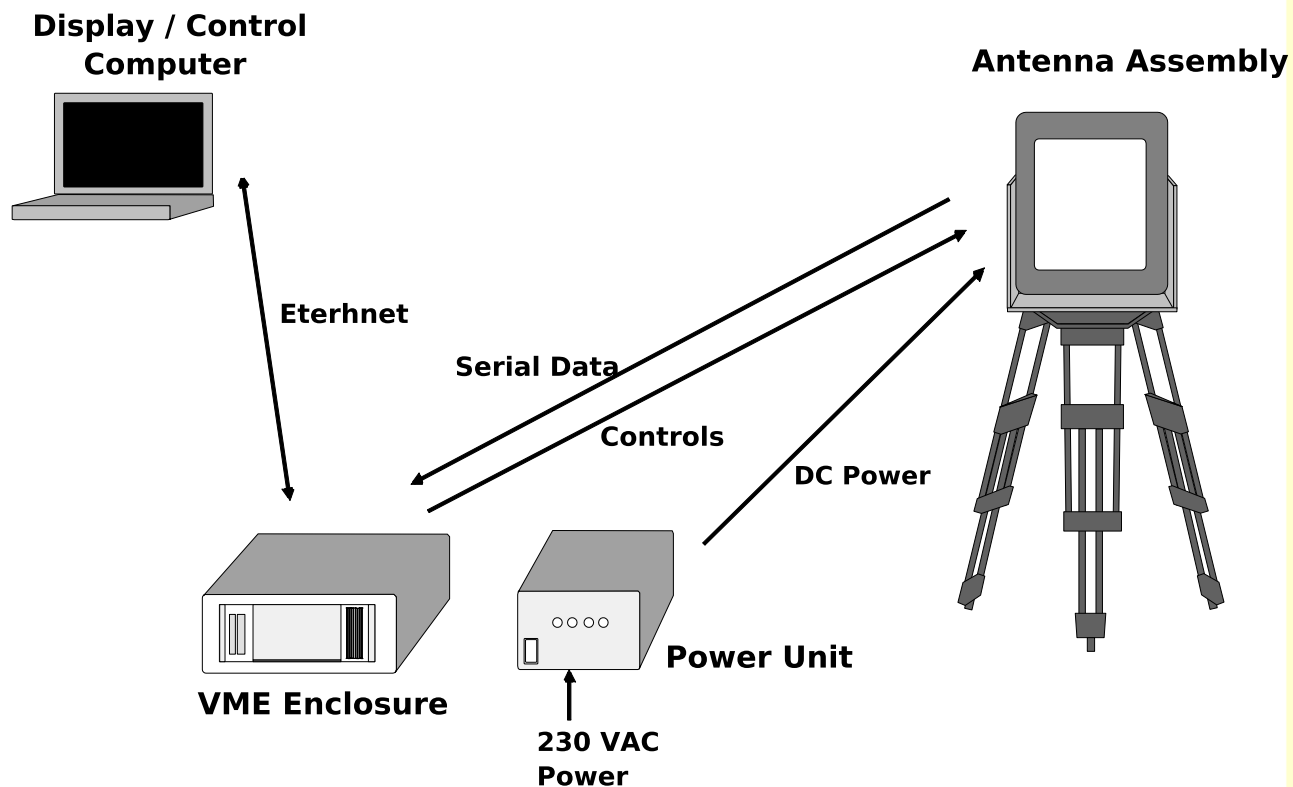 Display / Control
Computer
Antenna Assembly
Eterhnet
Serial Data
Controls
DC Power
Power Unit
VME Enclosure
230 VAC
Power